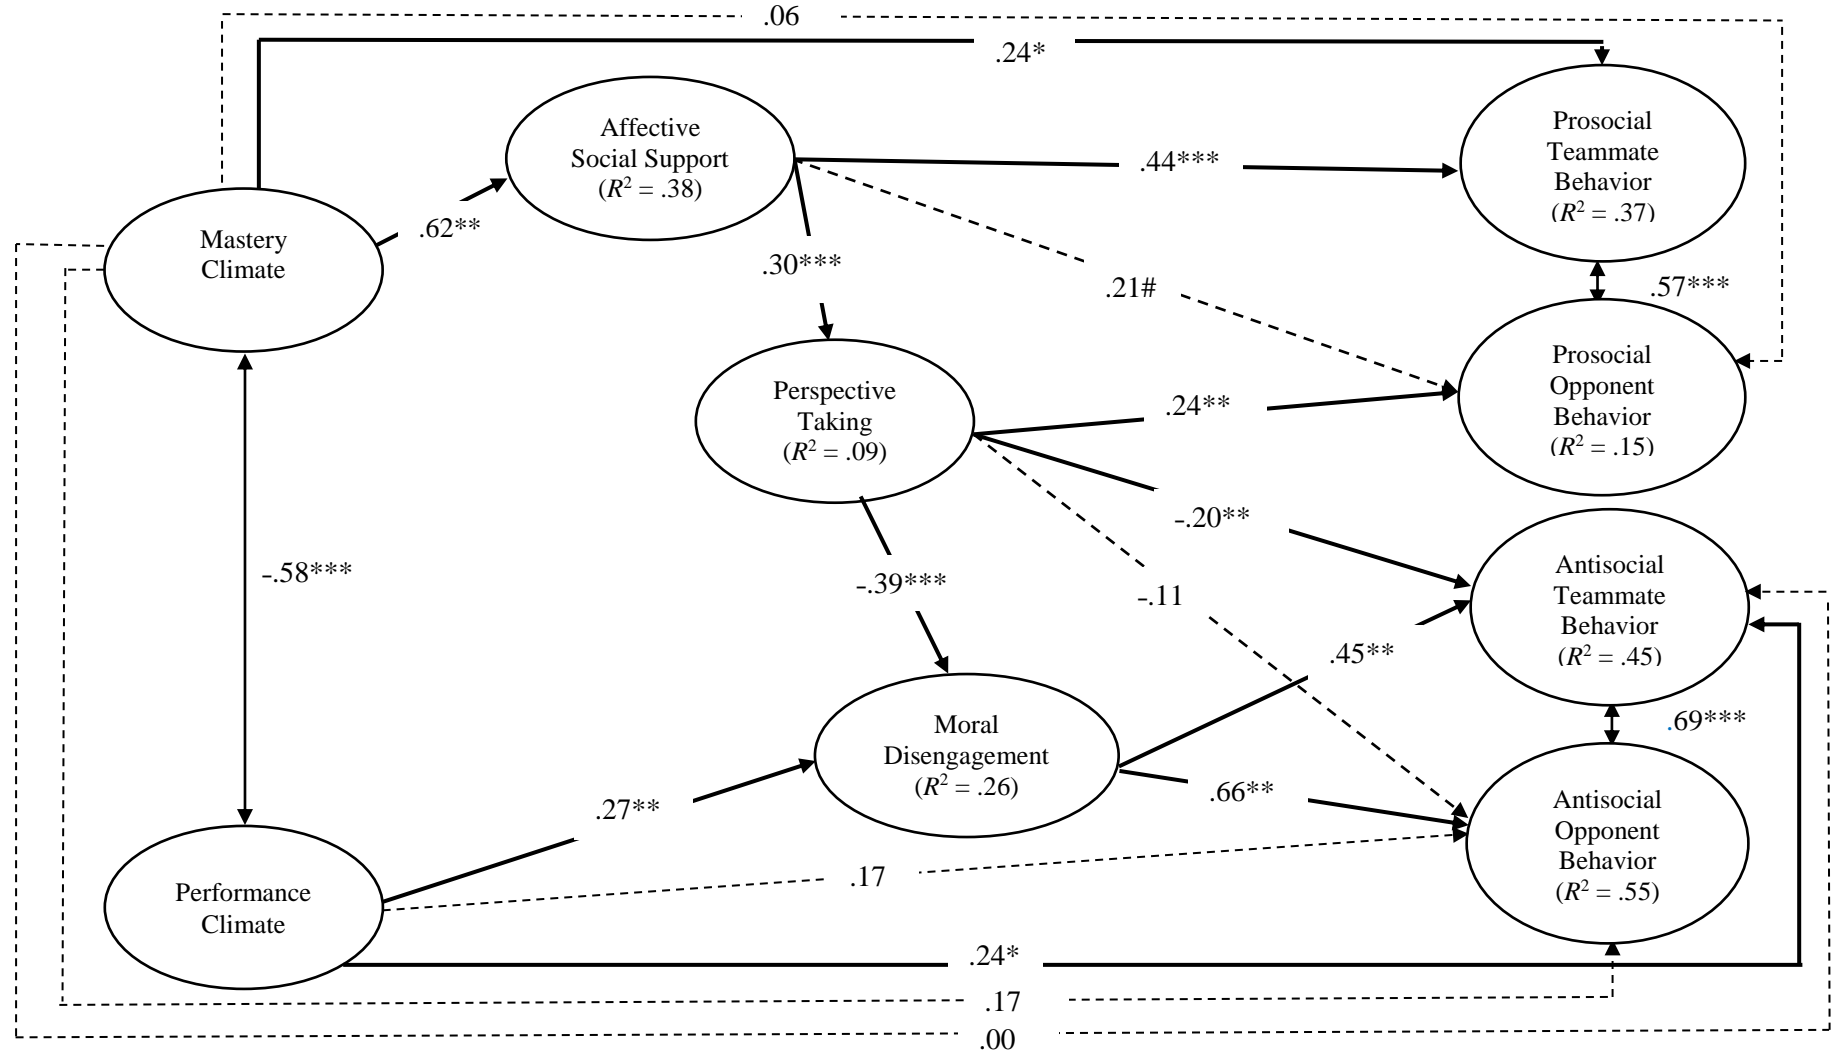 .06
.24*
Affective
Social Support
(R² = .38)
Prosocial
Teammate
Behavior
(R² = .37)
.44***
.62**
Mastery
Climate
.30***
.21#
.57***
Prosocial
Opponent
Behavior
(R² = .15)
Perspective
Taking
(R² = .09)
.24**
-.20**
-.58***
-.39***
-.11
Antisocial
Teammate
Behavior
(R² = .45)
.45**
.69***
Moral
Disengagement
(R² = .26)
.66**
.27**
Antisocial
Opponent
Behavior
(R² = .55)
.17
Performance
Climate
.24*
.17
.00